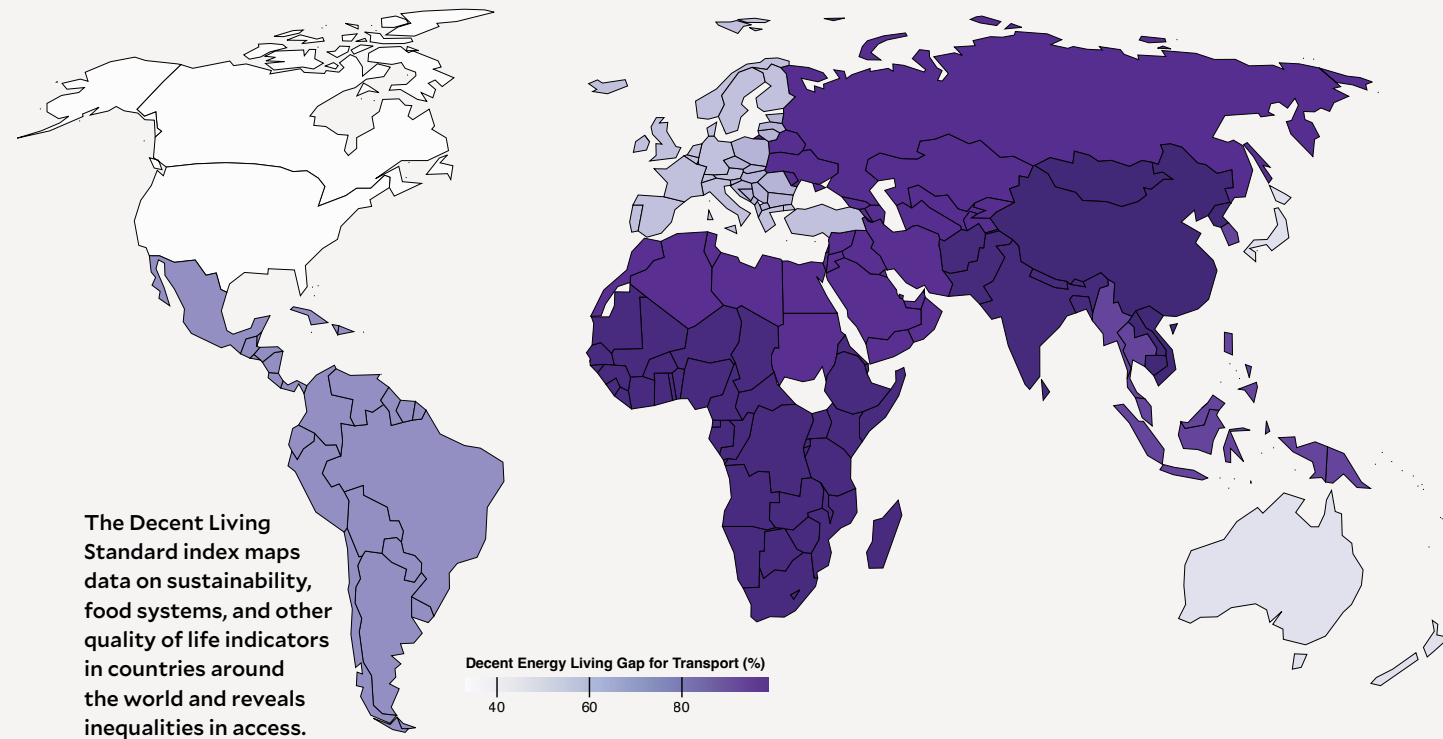 The Decent Living
Standard index maps
data on sustainability,
food systems, and other
quality of life indicators
in countries around
the world and reveals
inequalities in access.
Decent Energy Living Gap for Transport (%)
40 60 80